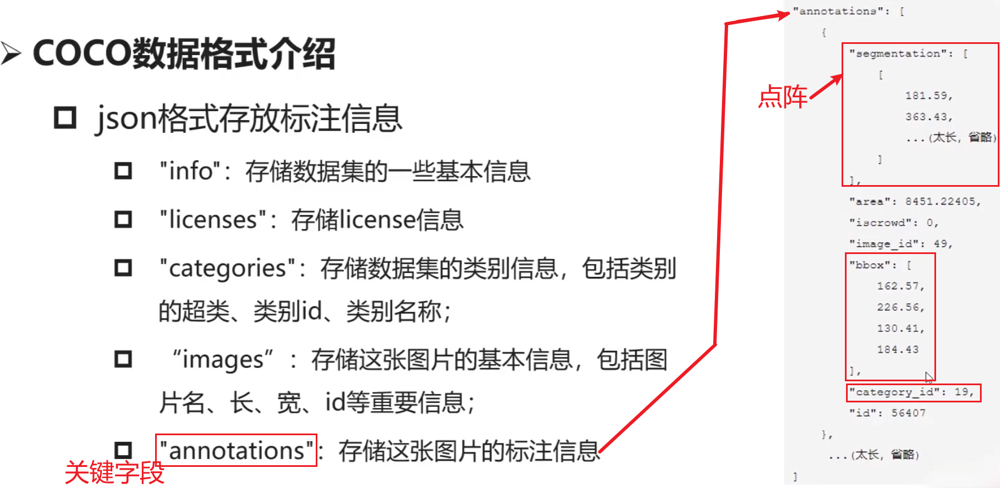 COCO数据格式介绍
json格式存放标注信息
"info"：存储数据集的一些基本信息
"licenses"：存储license信息
"categories"：存储数据集的类别信息，包括类别
的超类、类别id、类别名称；
“images”：存储这张图片的基本信息，包括图
片名、长、宽、id等重要信息；
"annotations"：存储这张图片的标注信息
关键字段
点阵
"annotations": [
{
"segmentation": [
[
181.59,
363.43,
...(太长，省略)
]
],
"area": 8451.22405,
"iscrowd": 0,
"image_id": 49,
"bbox": [
162.57,
226.56,
130.41,
184.43
],
"category_id": 19,
"id": 56407
},
...(太长，省略)
]